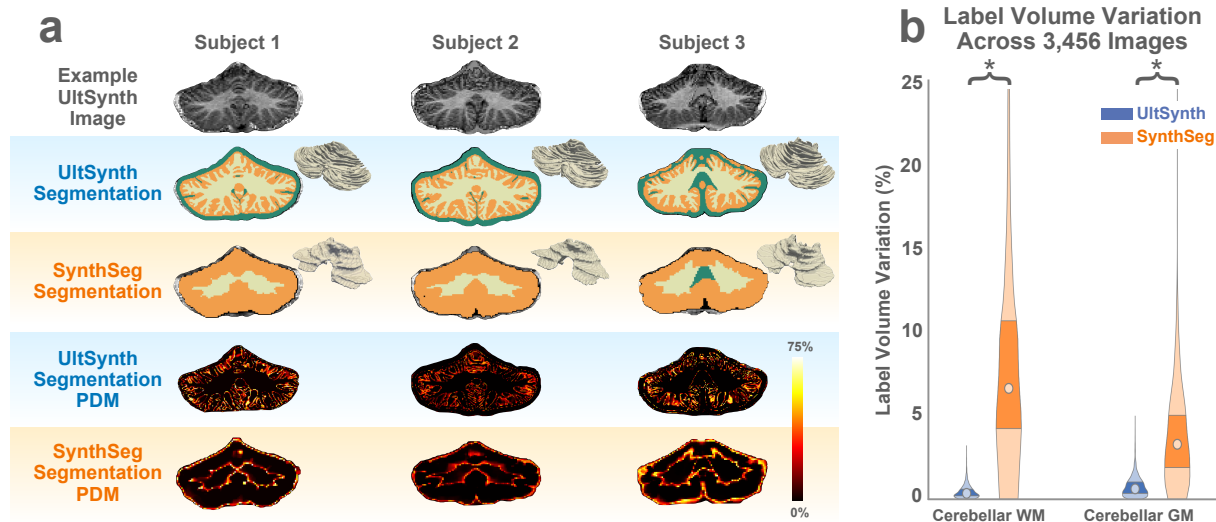 a
Subject 1
Subject 2
Subject 3
Example
UltSynth
Image
UltSynth
Segmentation
SynthSeg
Segmentation
UltSynth
Segmentation
PDM
75%
SynthSeg
Segmentation
PDM
0%
b
Label Volume Variation
Across 3,456 Images
*
*
UltSynth
SynthSeg
Label Volume Variation (%)
25
20
15
10
5
0
Cerebellar WM
Cerebellar GM